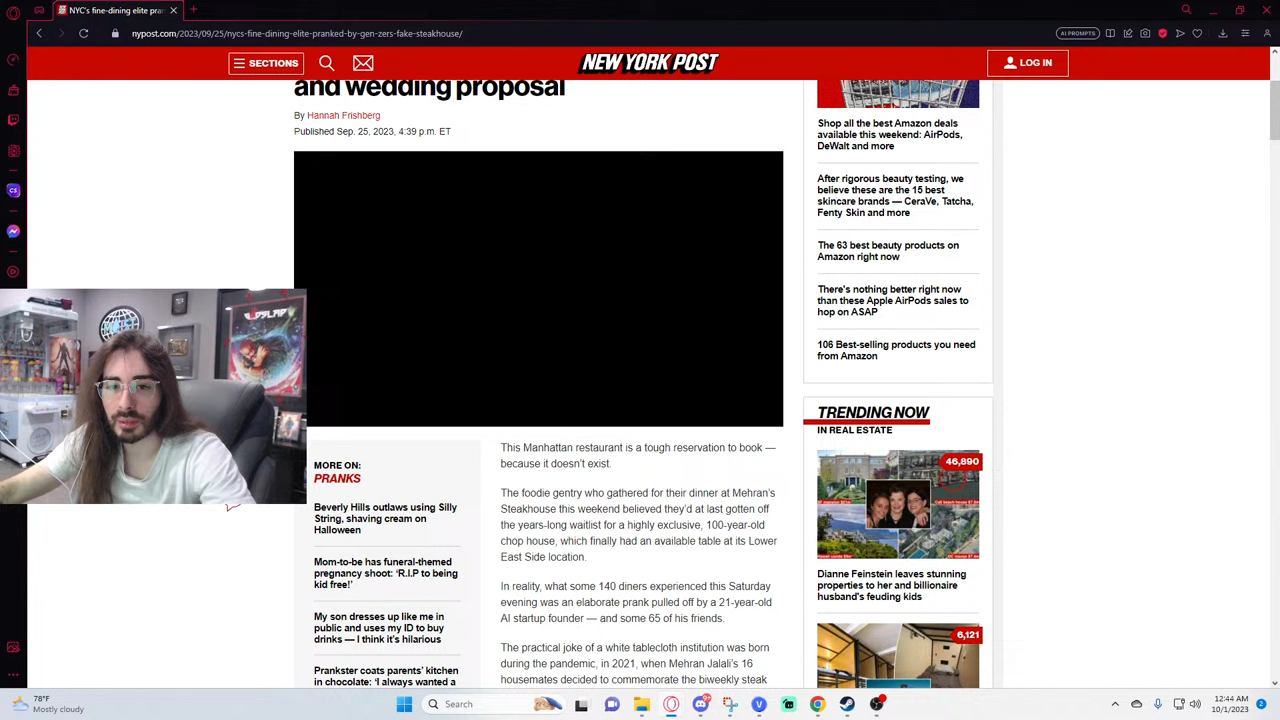 NYC's fine-dining elite pran
nypost.com/2023/09/25/nycs-fine-dining-elite-pranked-by-gen-zers-fake-steakhouse/
AI PROMPTS
SECTIONS
NEW YORK POST
LOG IN
and wedding proposal
By Hannah Frishberg
Published Sep. 25, 2023, 4:39 p.m. ET
Shop all the best Amazon deals
available this weekend: AirPods,
DeWalt and more
After rigorous beauty testing, we
believe these are the 15 best
skincare brands — CeraVe, Tatcha,
Fenty Skin and more
The 63 best beauty products on
Amazon right now
There's nothing better right now
than these Apple AirPods sales to
hop on ASAP
106 Best-selling products you need
from Amazon
TRENDING NOW
IN REAL ESTATE
46,890
Dianne Feinstein leaves stunning
properties to her and billionaire
husband's feuding kids
6,121
MORE ON:
PRANKS
Beverly Hills outlaws using Silly
String, shaving cream on
Halloween
Mom-to-be has funeral-themed
pregnancy shoot: 'R.I.P to being
kid free!'
My son dresses up like me in
public and uses my ID to buy
drinks — I think it's hilarious
Prankster coats parents' kitchen
in chocolate: 'I always wanted a
This Manhattan restaurant is a tough reservation to book —
because it doesn't exist.
The foodie gentry who gathered for their dinner at Mehran's
Steakhouse this weekend believed they'd at last gotten off
the years-long waitlist for a highly exclusive, 100-year-old
chop house, which finally had an available table at its Lower
East Side location.
In reality, what some 140 diners experienced this Saturday
evening was an elaborate prank pulled off by a 21-year-old
AI startup founder — and some 65 of his friends.
The practical joke of a white tablecloth institution was born
during the pandemic, in 2021, when Mehran Jalali's 16
housemates decided to commemorate the biweekly steak
78°F
Mostly cloudy
Search
12:44 AM
10/1/2023
2